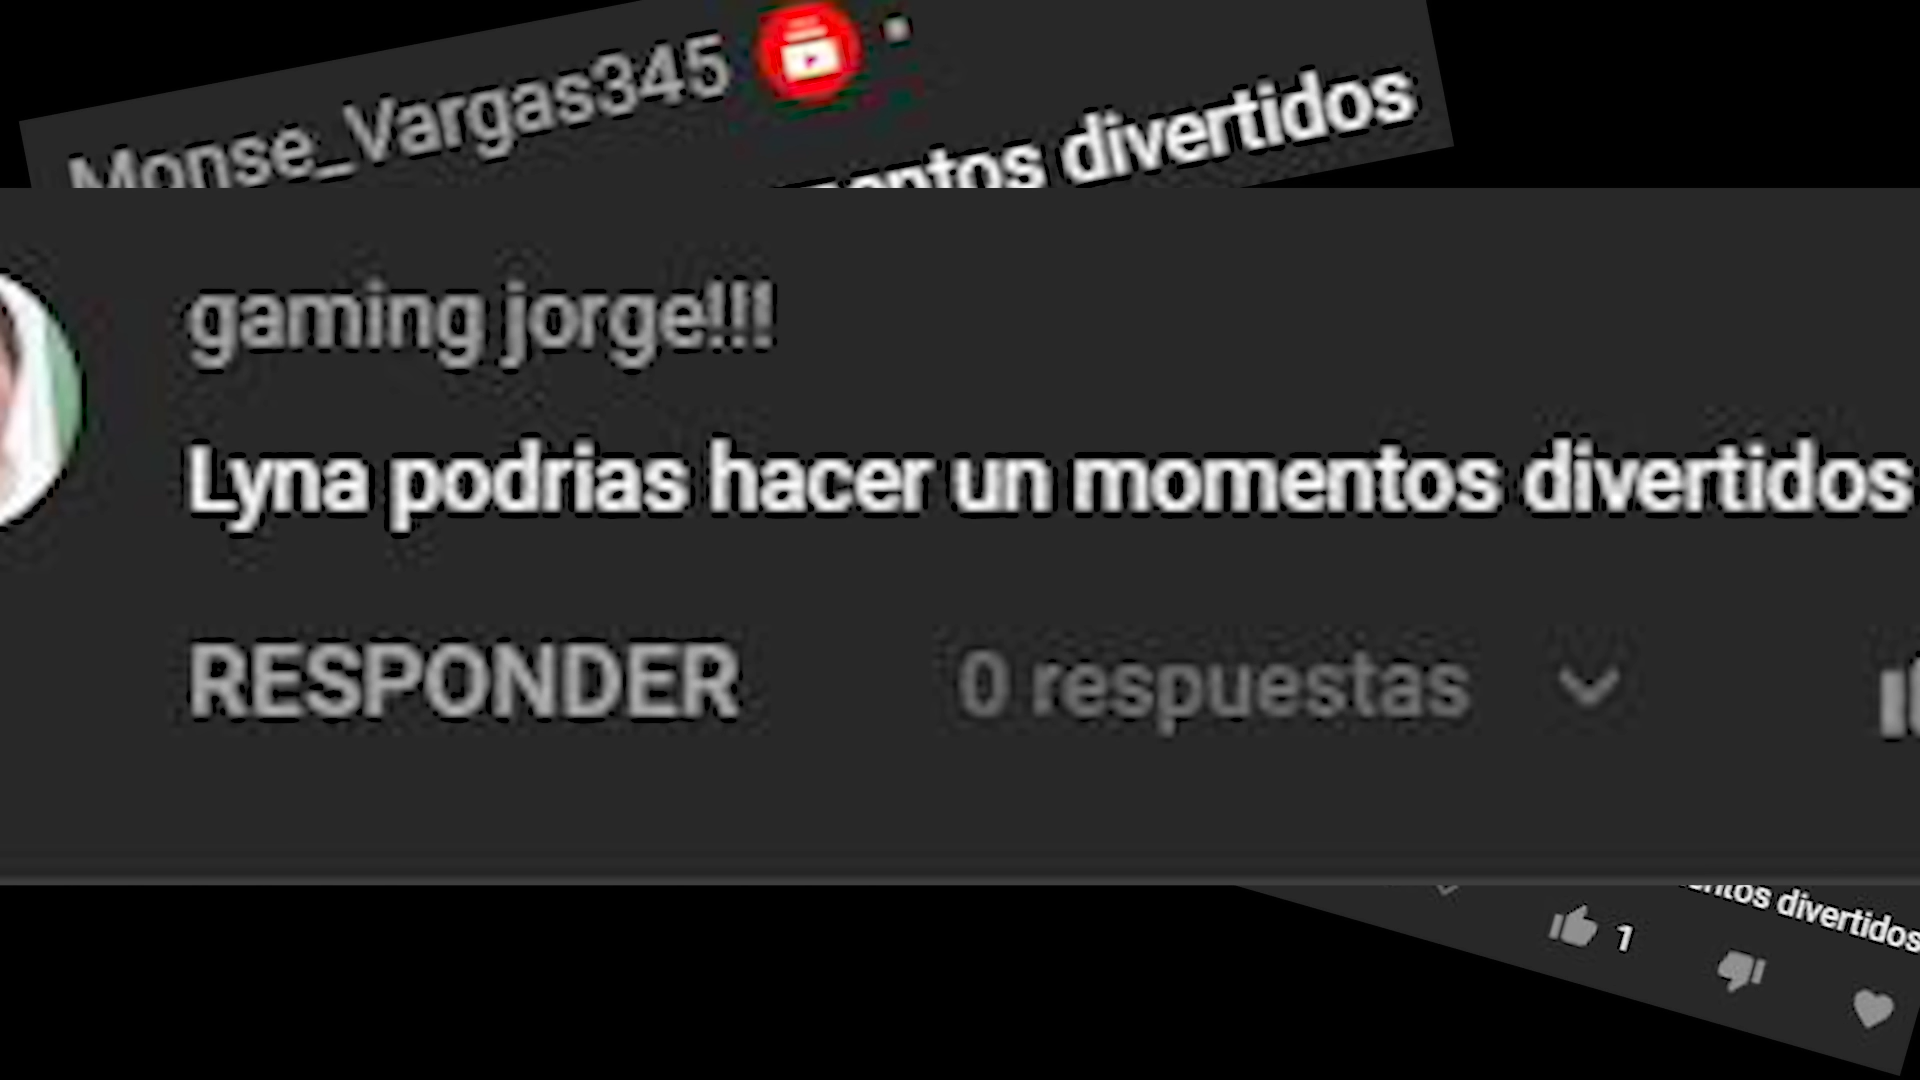 Monse_Vargas345
divertidos
gaming jorge!!!
Lyna podrias hacer un momentos divertidos
RESPONDER
0 respuestas
divertidos
1